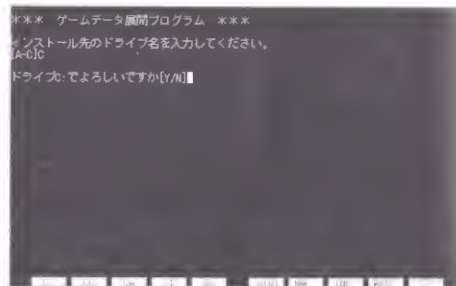 *** ゲームデータ展開プログラム ***
インストール先のドライブ名を入力してください。
[A-C]C
ドライブC:でよろしいですか[Y/N]